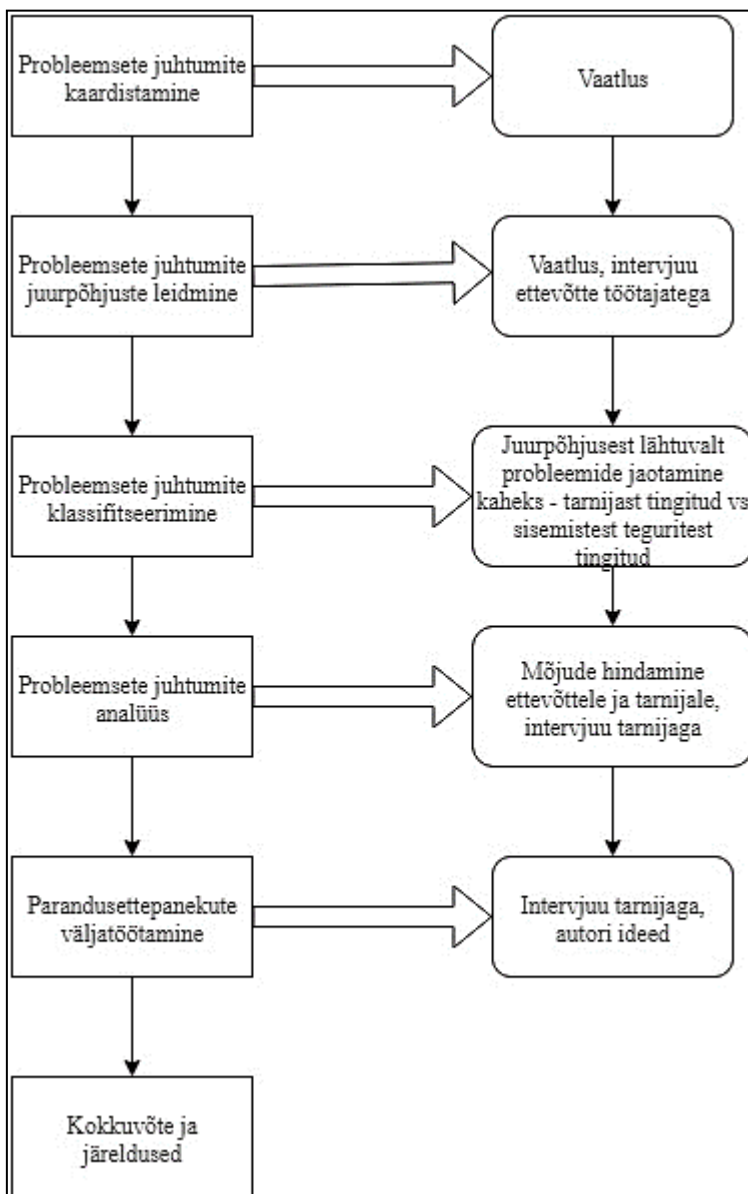 Probleemsete juhtumite
kaardistamine
Vaatlus
Probleemsete juhtumite
juurpõhjuste leidmine
Vaatlus, intervjuu
ettevõtte töötajatega
Probleemsete juhtumite
klassifitseerimine
Juurpõhjusest lähtuvalt
probleemide jaotamine
kaheks - tarnijast tingitud vs
sisemistest teguritest
tingitud
Probleemsete juhtumite
analüüs
Mõjude hindamine
ettevõttele ja tarnijale,
intervjuu tarnijaga
Parandusettepanekute
väljatöötamine
Intervjuu tarnijaga,
autori ideed
Kokkuvõte ja
järeldused